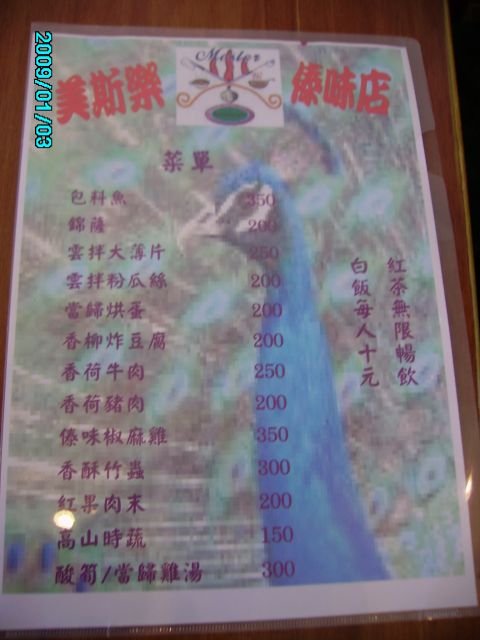 2009/01/03
美斯樂
Mester
傣味店
菜單
包料魚 350
錦薩 200
雲拌大薄片 250
雲拌粉瓜絲 200
當歸烘蛋 200
香柳炸豆腐 200
香荷牛肉 250
香荷豬肉 200
傣味椒麻雞 350
香酥竹蟲 300
紅果肉末 200
高山時蔬 150
酸筍/當歸雞湯 300
紅茶無限暢飲
白飯每人十元